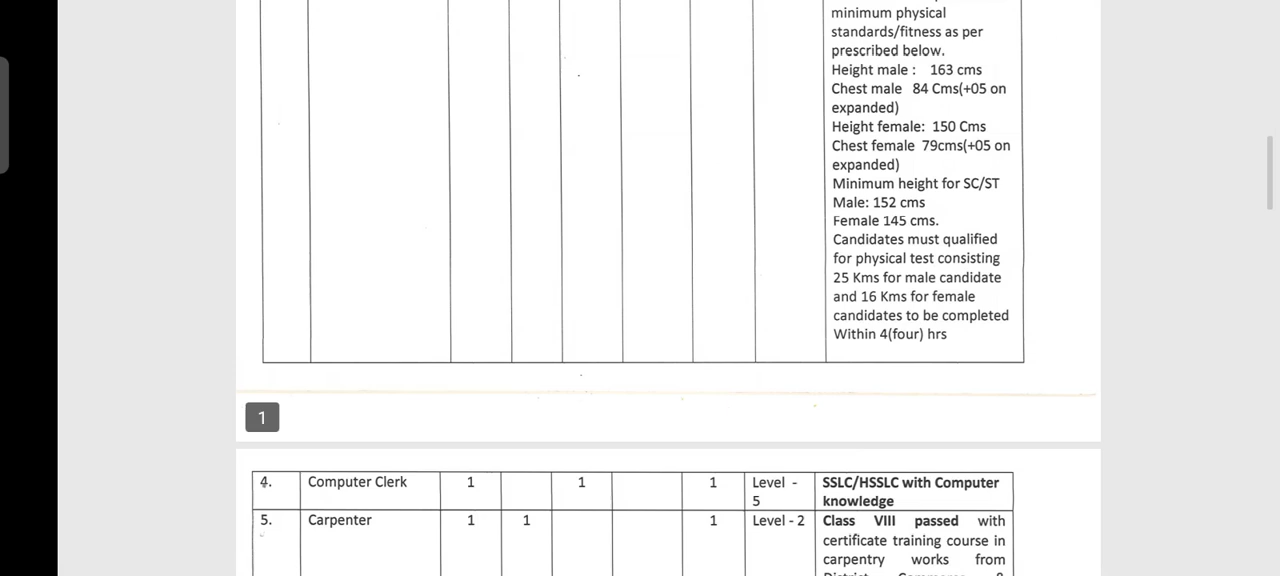 minimum physical
standards/fitness as per
prescribed below.
Height male : 163 cms
Chest male 84 Cms(+05 on
expanded)
Height female: 150 Cms
Chest female 79cms(+05 on
expanded)
Minimum height for SC/ST
Male: 152 cms
Female 145 cms.
Candidates must qualified
for physical test consisting
25 Kms for male candidate
and 16 Kms for female
candidates to be completed
Within 4(four) hrs
1
4. Computer Clerk 1 1 1 Level - SSLC/HSSLC with Computer
5 knowledge
5. Carpenter 1 1 1 Level - 2 Class VIII passed with
certificate training course in
carpentry works from